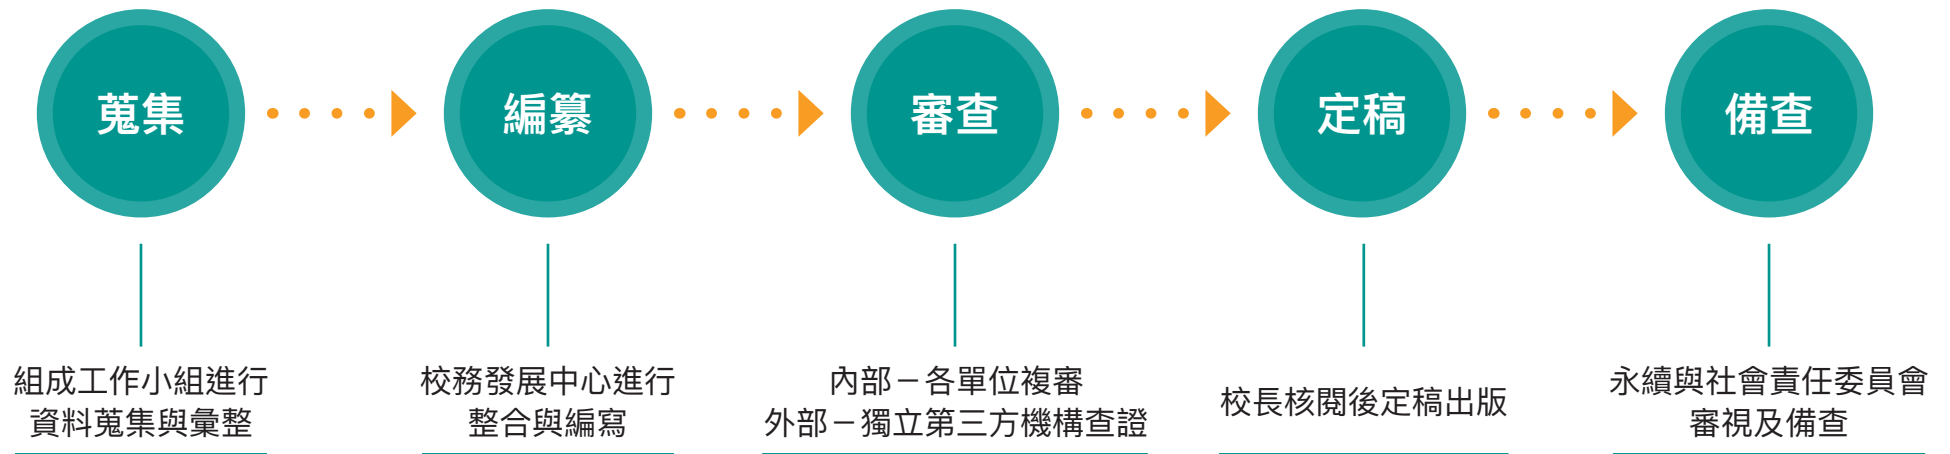 蒐集
編纂
審查
定稿
備查
組成工作小組進行
資料蒐集與彙整
校務發展中心進行
整合與編寫
內部－各單位複審
外部－獨立第三方機構查證
校長核閱後定稿出版
永續與社會責任委員會
審視及備查